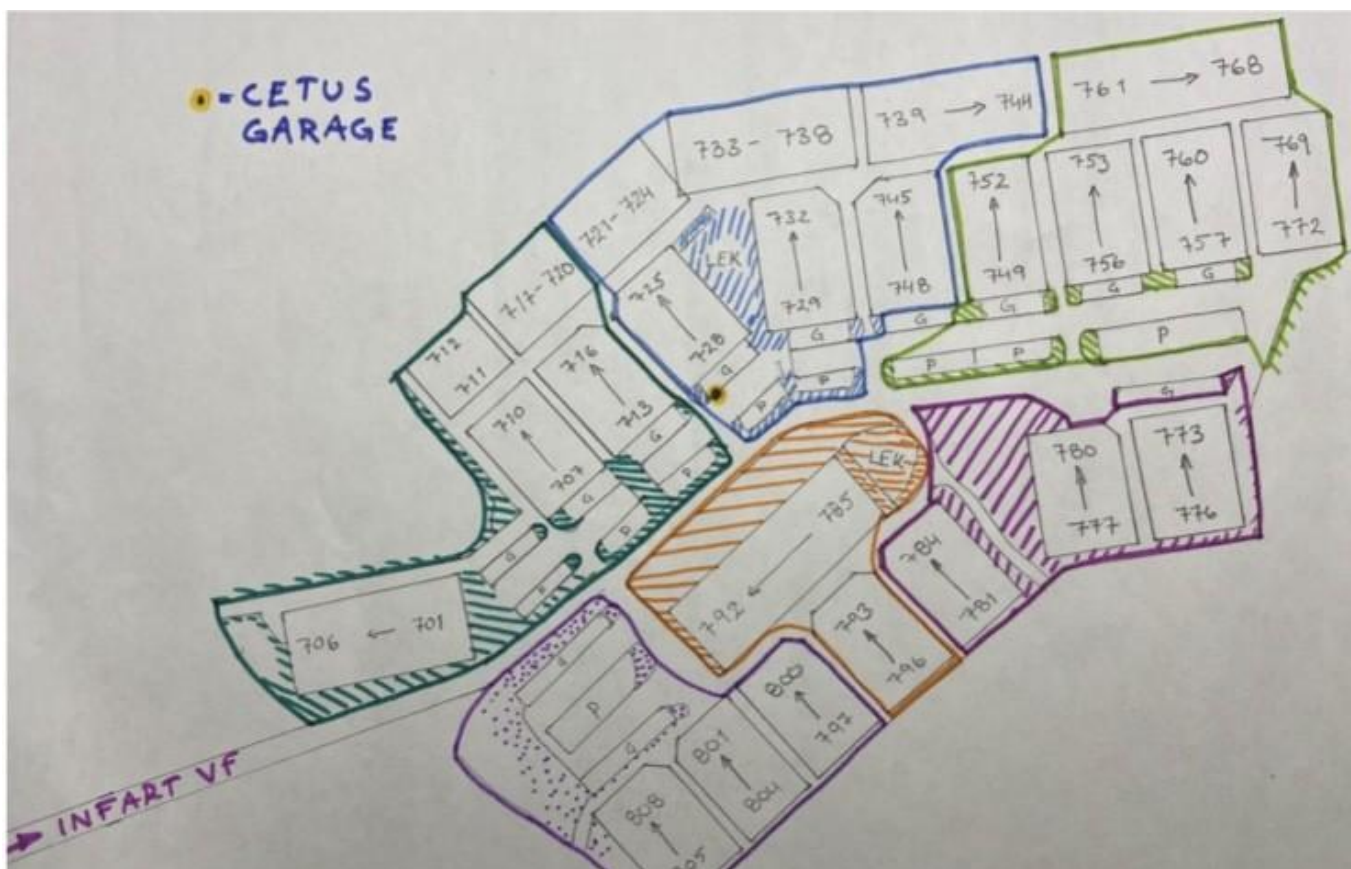 = CETUS
GARAGE
761 → 768
739 → 744
733 - 738
721 - 724
717 - 720
712
711
752
↑
749
753
↑
756
760
↑
757
769
↑
772
745
↑
748
732
↑
729
LEK
725
↑
728
716
↑
713
710
↑
707
G
G
G
G
G
G
P
P
P
P
P
G
G
P
P
G
P
G
780
↑
777
773
↑
776
LEK
785
↓
792
784
↑
781
793
↑
796
706 ← 701
800
↑
797
801
↑
804
808
↑
G
P
G
→ INFART VF